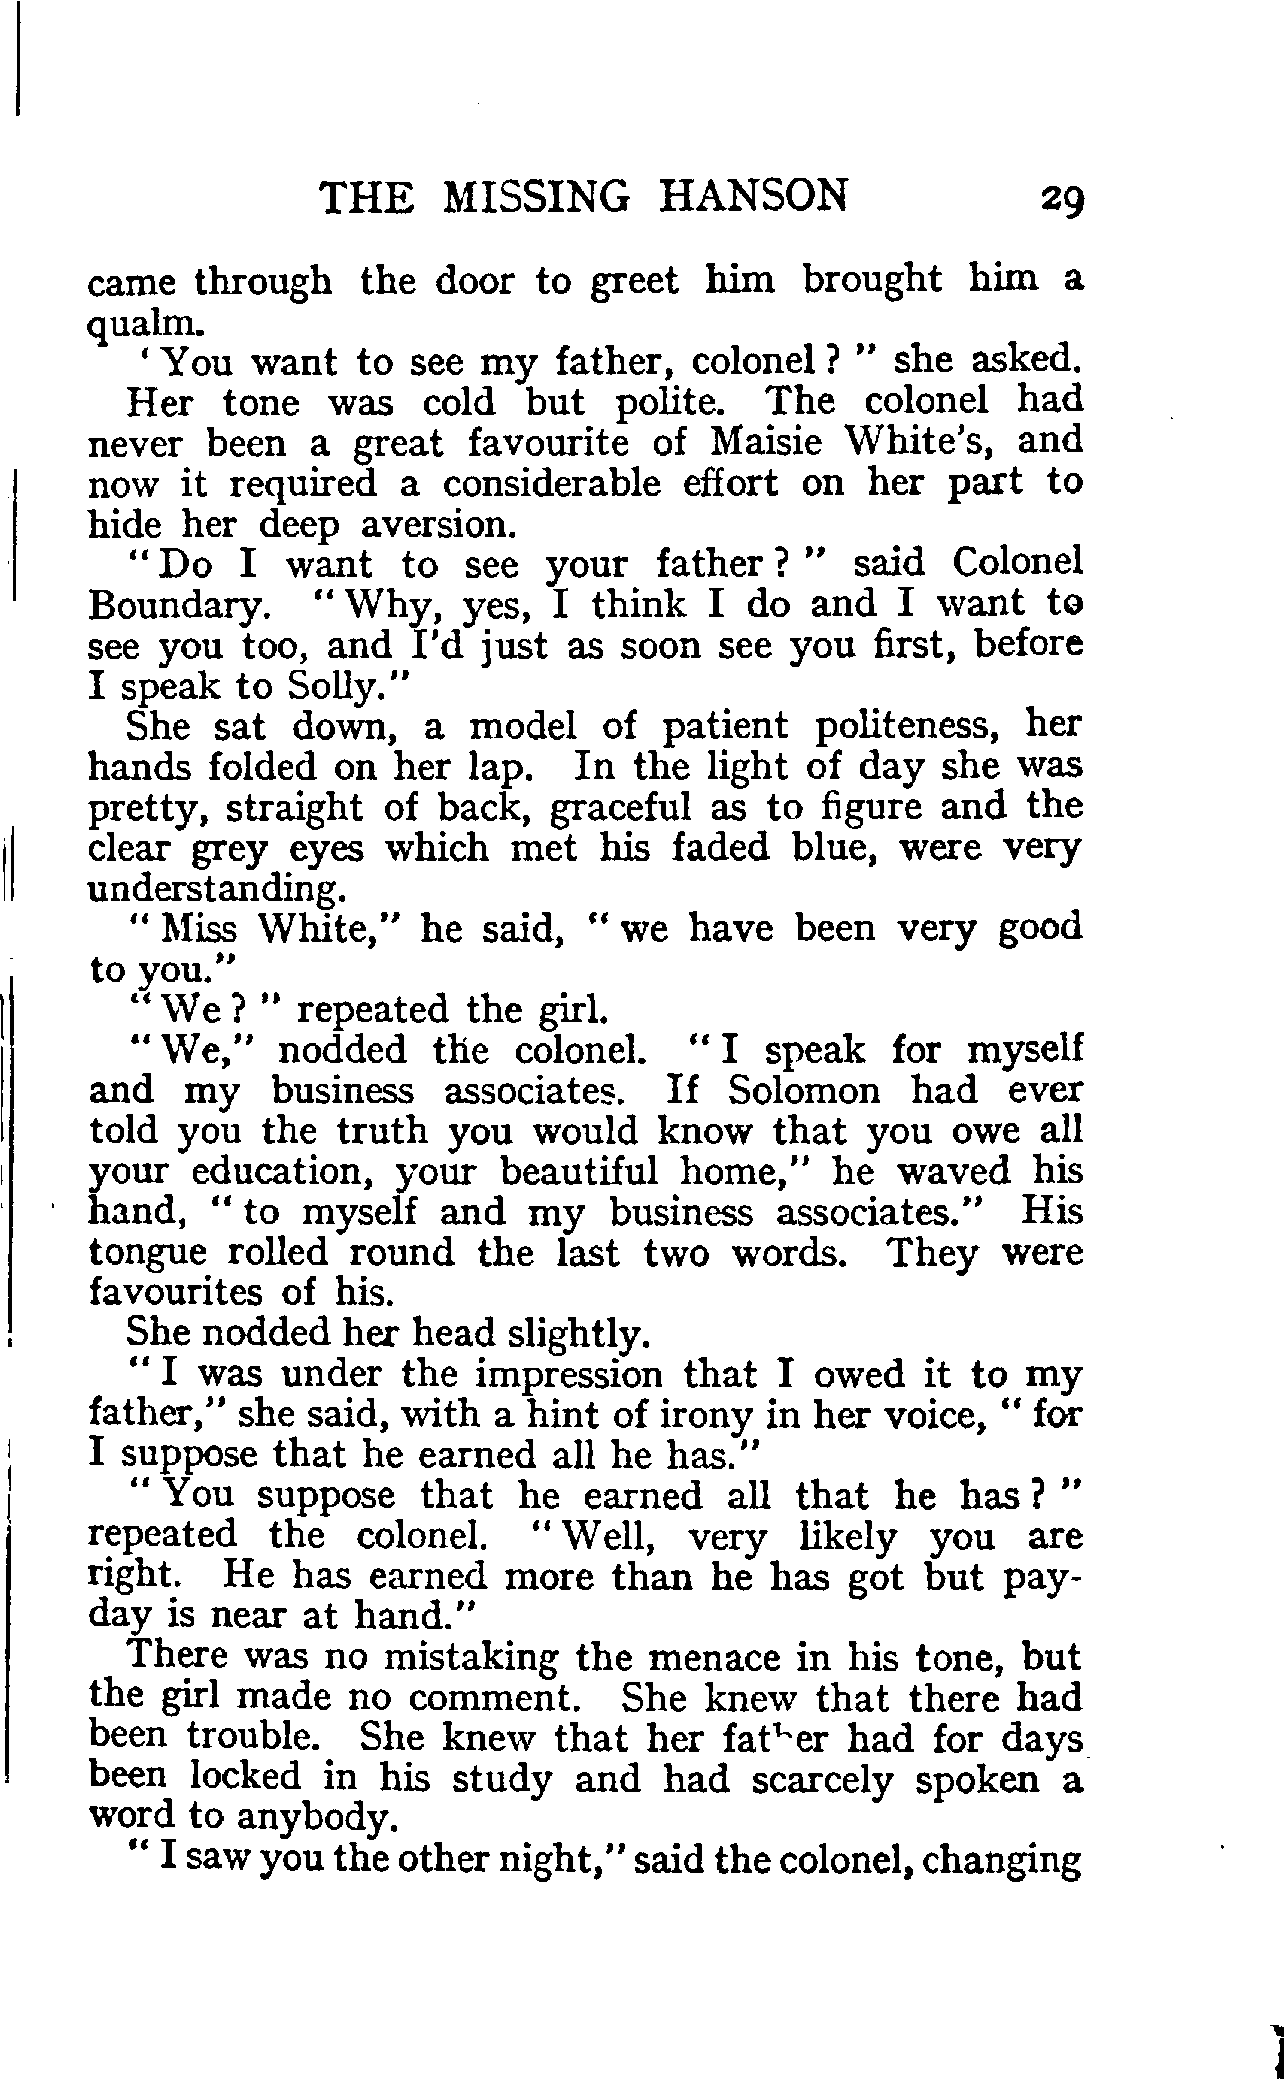 THE MISSING HANSON 29
came through the door to greet him brought him a
qualm.
' You want to see my father, colonel ? " she asked.
Her tone was cold but polite. The colonel had
never been a great favourite of Maisie White's, and
now it required a considerable effort on her part to
hide her deep aversion.
" Do I want to see your father ? " said Colonel
Boundary. " Why, yes, I think I do and I want to
see you too, and I'd just as soon see you first, before
I speak to Solly."
She sat down, a model of patient politeness, her
hands folded on her lap. In the light of day she was
pretty, straight of back, graceful as to figure and the
clear grey eyes which met his faded blue, were very
understanding.
" Miss White," he said, " we have been very good
to you."
" We ? " repeated the girl.
" We," nodded the colonel. " I speak for myself
and my business associates. If Solomon had ever
told you the truth you would know that you owe all
your education, your beautiful home," he waved his
hand, " to myself and my business associates." His
tongue rolled round the last two words. They were
favourites of his.
She nodded her head slightly.
" I was under the impression that I owed it to my
father," she said, with a hint of irony in her voice, " for
I suppose that he earned all he has."
" You suppose that he earned all that he has ? "
repeated the colonel. " Well, very likely you are
right. He has earned more than he has got but pay-
day is near at hand."
There was no mistaking the menace in his tone, but
the girl made no comment. She knew that there had
been trouble. She knew that her father had for days
been locked in his study and had scarcely spoken a
word to anybody.
" I saw you the other night," said the colonel, changing